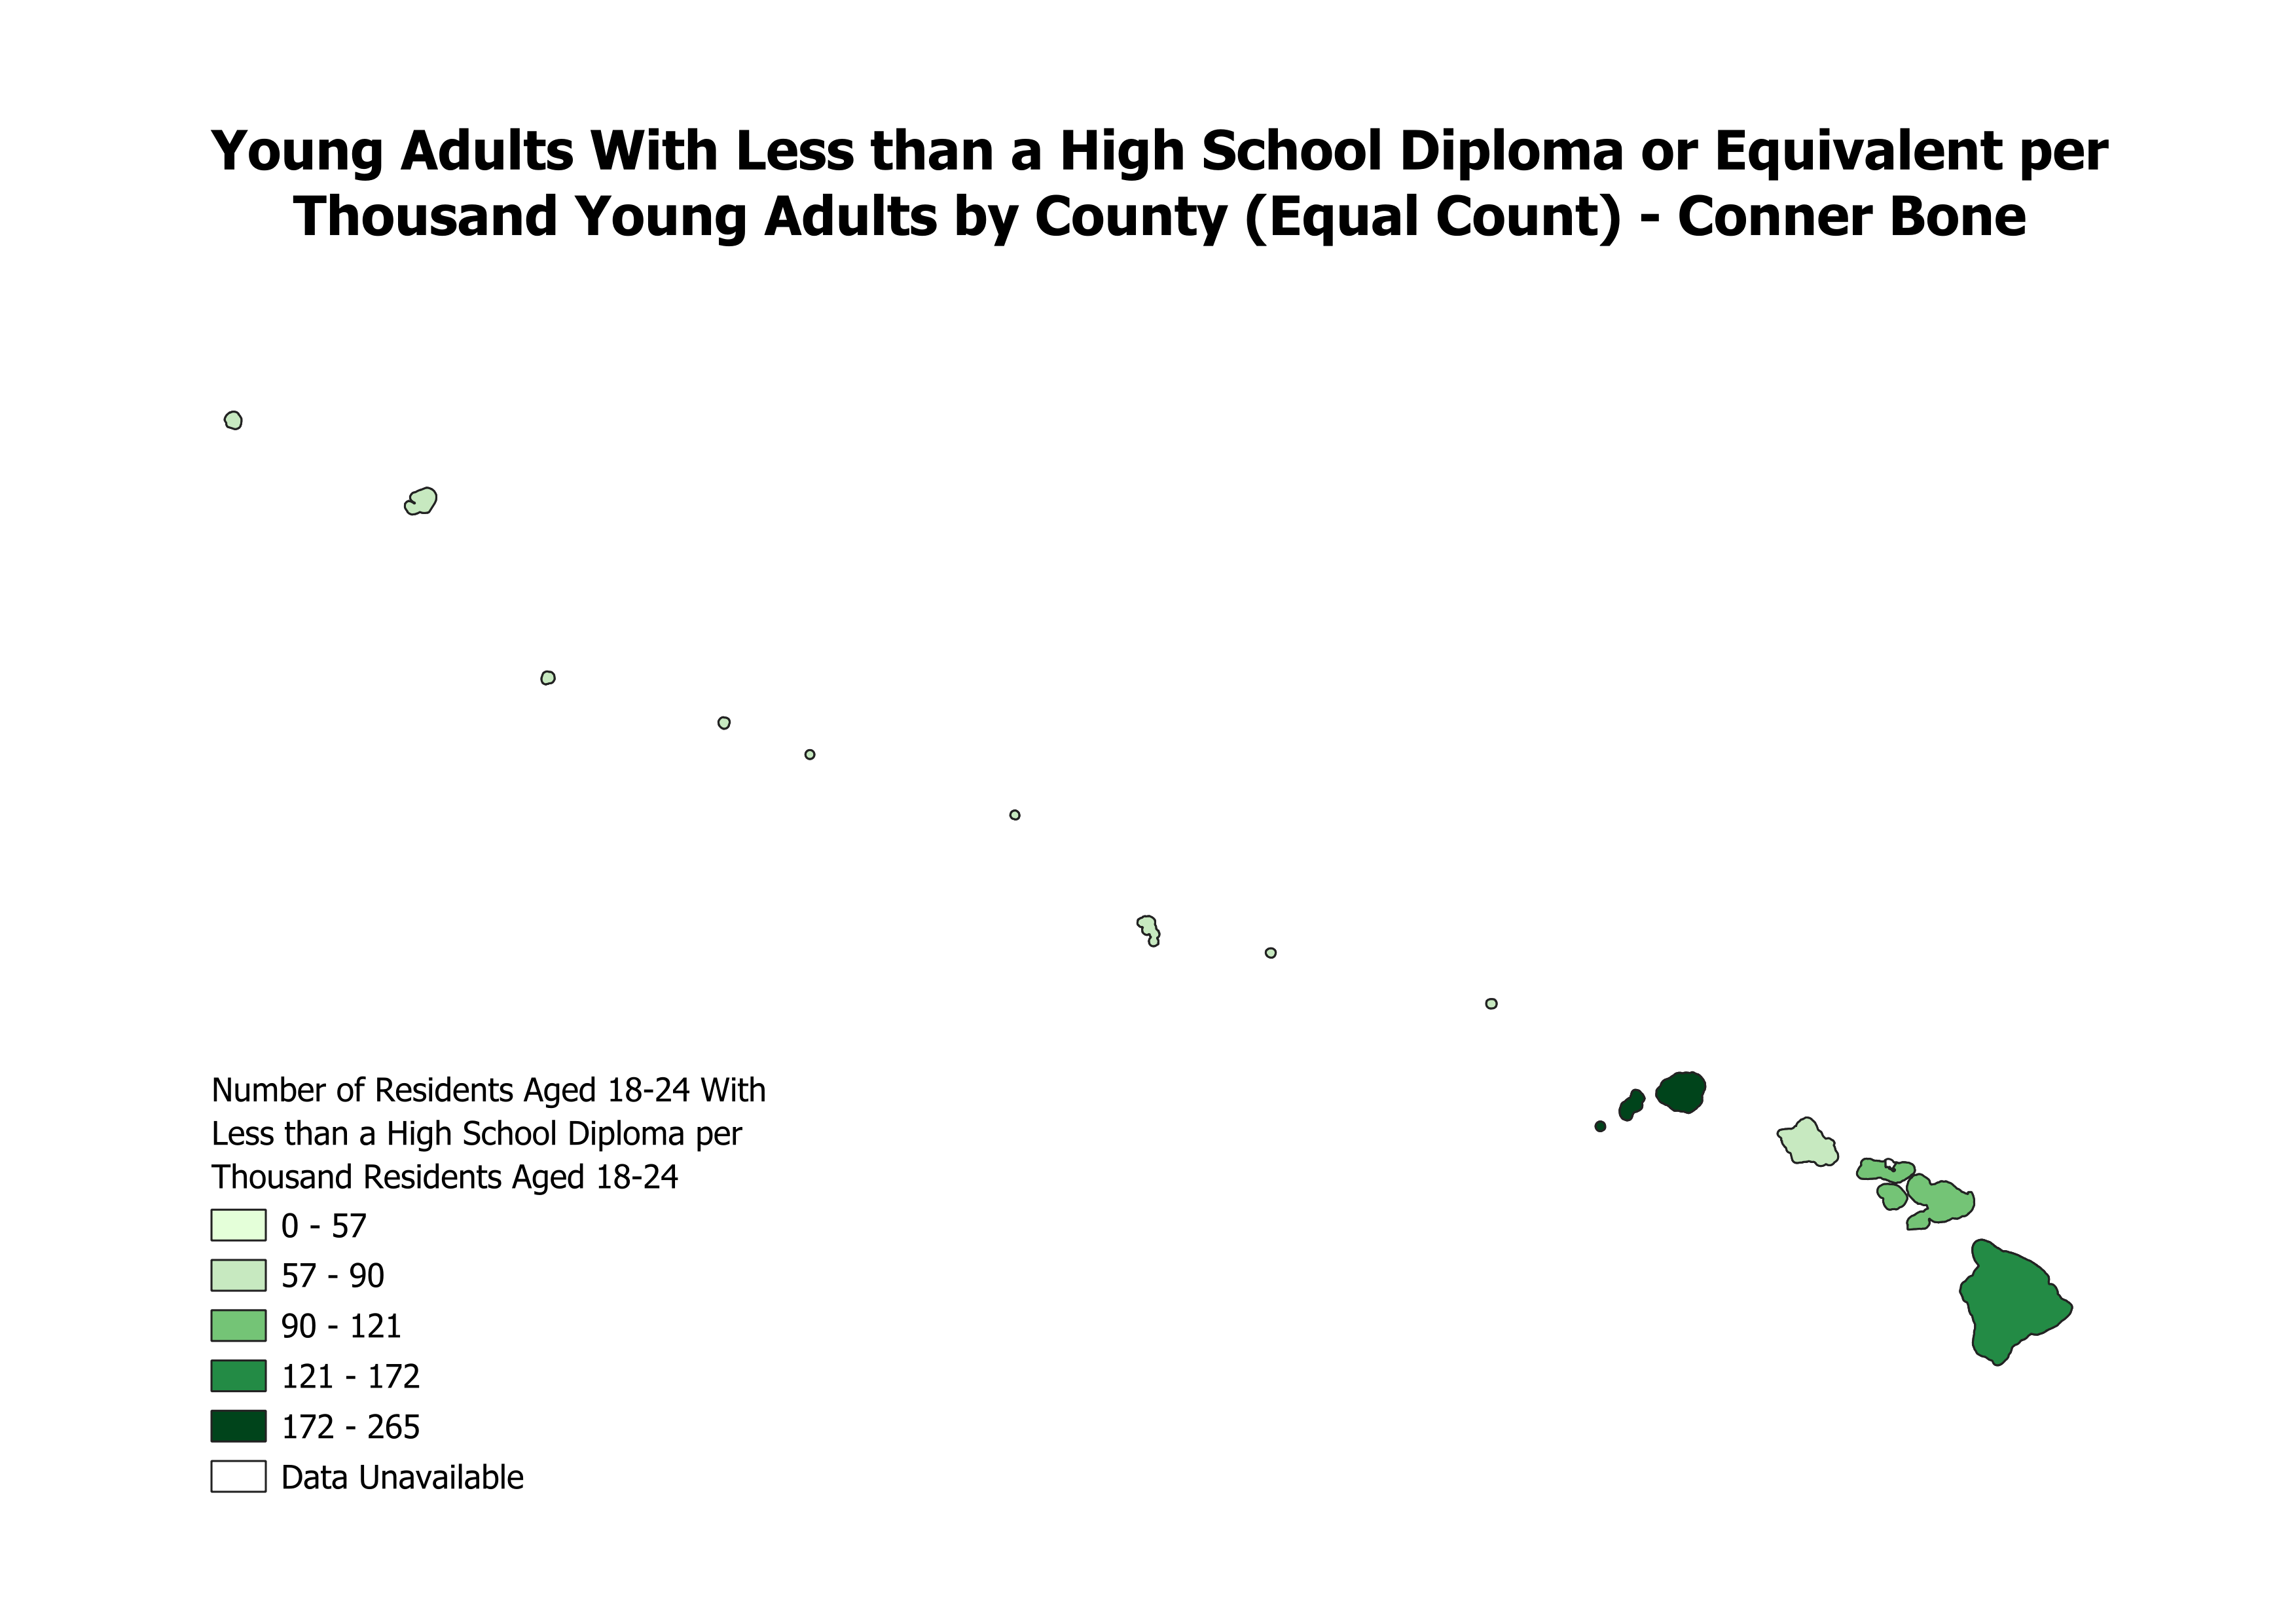 Young Adults With Less than a High School Diploma or Equivalent per
Thousand Young Adults by County (Equal Count) - Conner Bone
Number of Residents Aged 18-24 With
Less than a High School Diploma per
Thousand Residents Aged 18-24
0 - 57
57 - 90
90 - 121
121 - 172
172 - 265
Data Unavailable